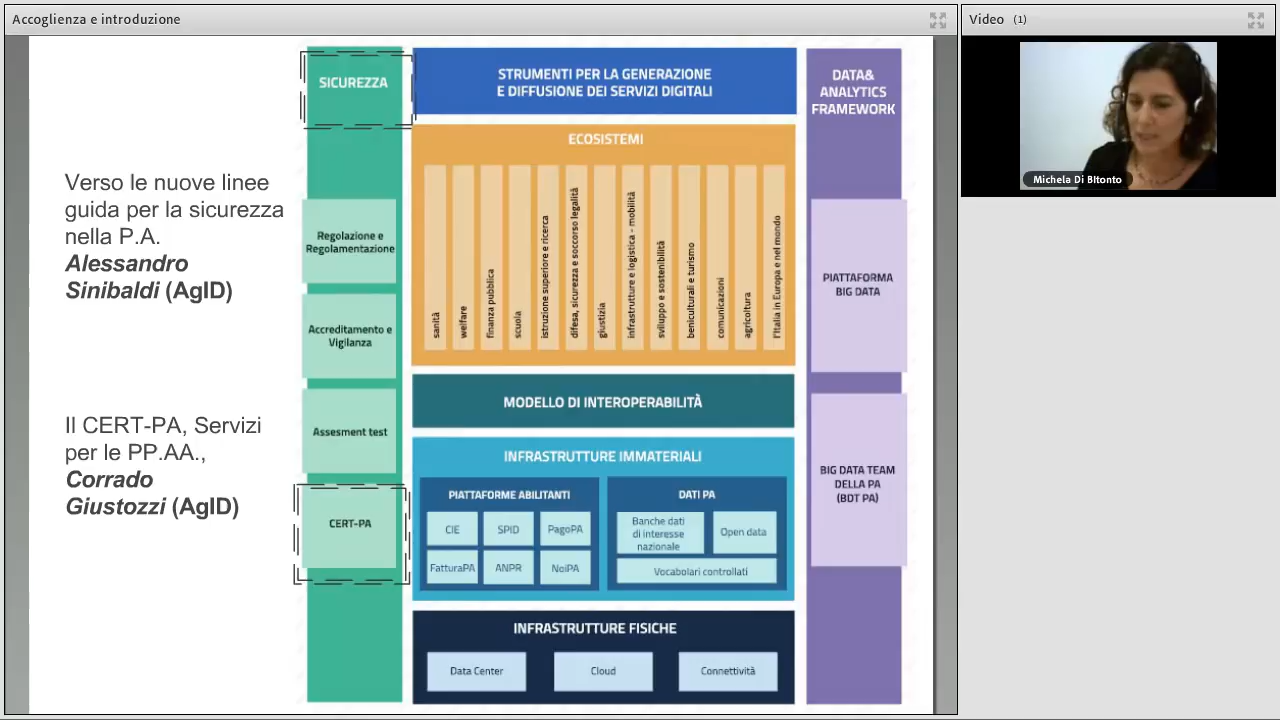 Accoglienza e introduzione
Video (1)
Michela Di BItonto
Verso le nuove linee
guida per la sicurezza
nella P.A.
Alessandro
Sinibaldi (AgID)
Il CERT-PA, Servizi
per le PP.AA.,
Corrado
Giustozzi (AgID)
SICUREZZA
Regolazione e
Regolamentazione
Accreditamento e
Vigilanza
Assesment test
CERT-PA
STRUMENTI PER LA GENERAZIONE
E DIFFUSIONE DEI SERVIZI DIGITALI
ECOSISTEMI
sanità
welfare
finanza pubblica
scuola
istruzione superiore e ricerca
difesa, sicurezza e soccorso legalità
giustizia
infrastrutture e logistica - mobilità
sviluppo e sostenibilità
beniculturali e turismo
comunicazioni
agricoltura
l'Italia in Europa e nel mondo
MODELLO DI INTEROPERABILITÀ
INFRASTRUTTURE IMMATERIALI
PIATTAFORME ABILITANTI
CIE
SPID
PagoPA
FatturaPA
ANPR
NoiPA
DATI PA
Banche dati
di interesse
nazionale
Open data
Vocabolari controllati
INFRASTRUTTURE FISICHE
Data Center
Cloud
Connettività
DATA&
ANALYTICS
FRAMEWORK
PIATTAFORMA
BIG DATA
BIG DATA TEAM
DELLA PA
(BDT PA)